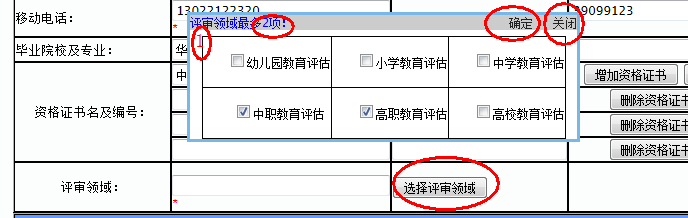 移动电话： 13022122320 39099123
*
评审领域最多2项！ 确定 关闭
毕业院校及专业： 华
幼儿园教育评估 小学教育评估 中学教育评估
中 增加资格证书
资格证书名及编号： 删除资格证书
中职教育评估 高职教育评估 高校教育评估
删除资格证书
删除资格证书
评审领域： 选择评审领域
*